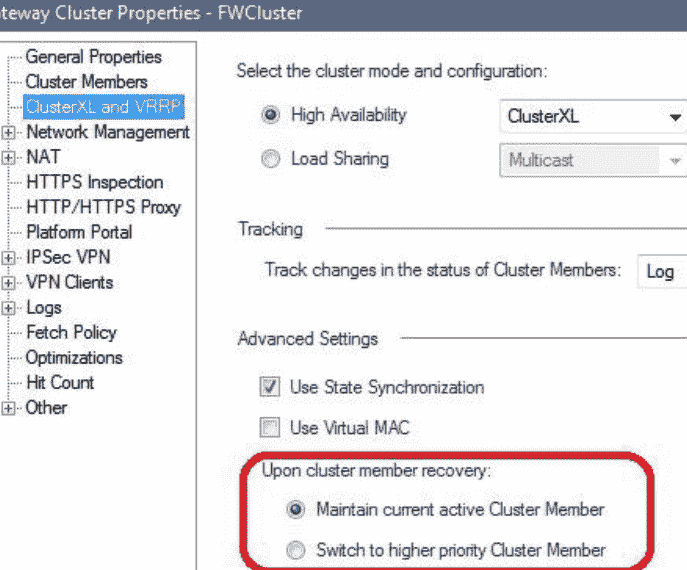 teway Cluster Properties - FWCluster
General Properties
Cluster Members
ClusterXL and VRRP
Network Management
NAT
HTTPS Inspection
HTTP/HTTPS Proxy
Platform Portal
IPSec VPN
VPN Clients
Logs
Fetch Policy
Optimizations
Hit Count
Other
Select the cluster mode and configuration:
High Availability ClusterXL
Load Sharing Multicast
Tracking
Track changes in the status of Cluster Members: Log
Advanced Settings
Use State Synchronization
Use Virtual MAC
Upon cluster member recovery:
Maintain current active Cluster Member
Switch to higher priority Cluster Member